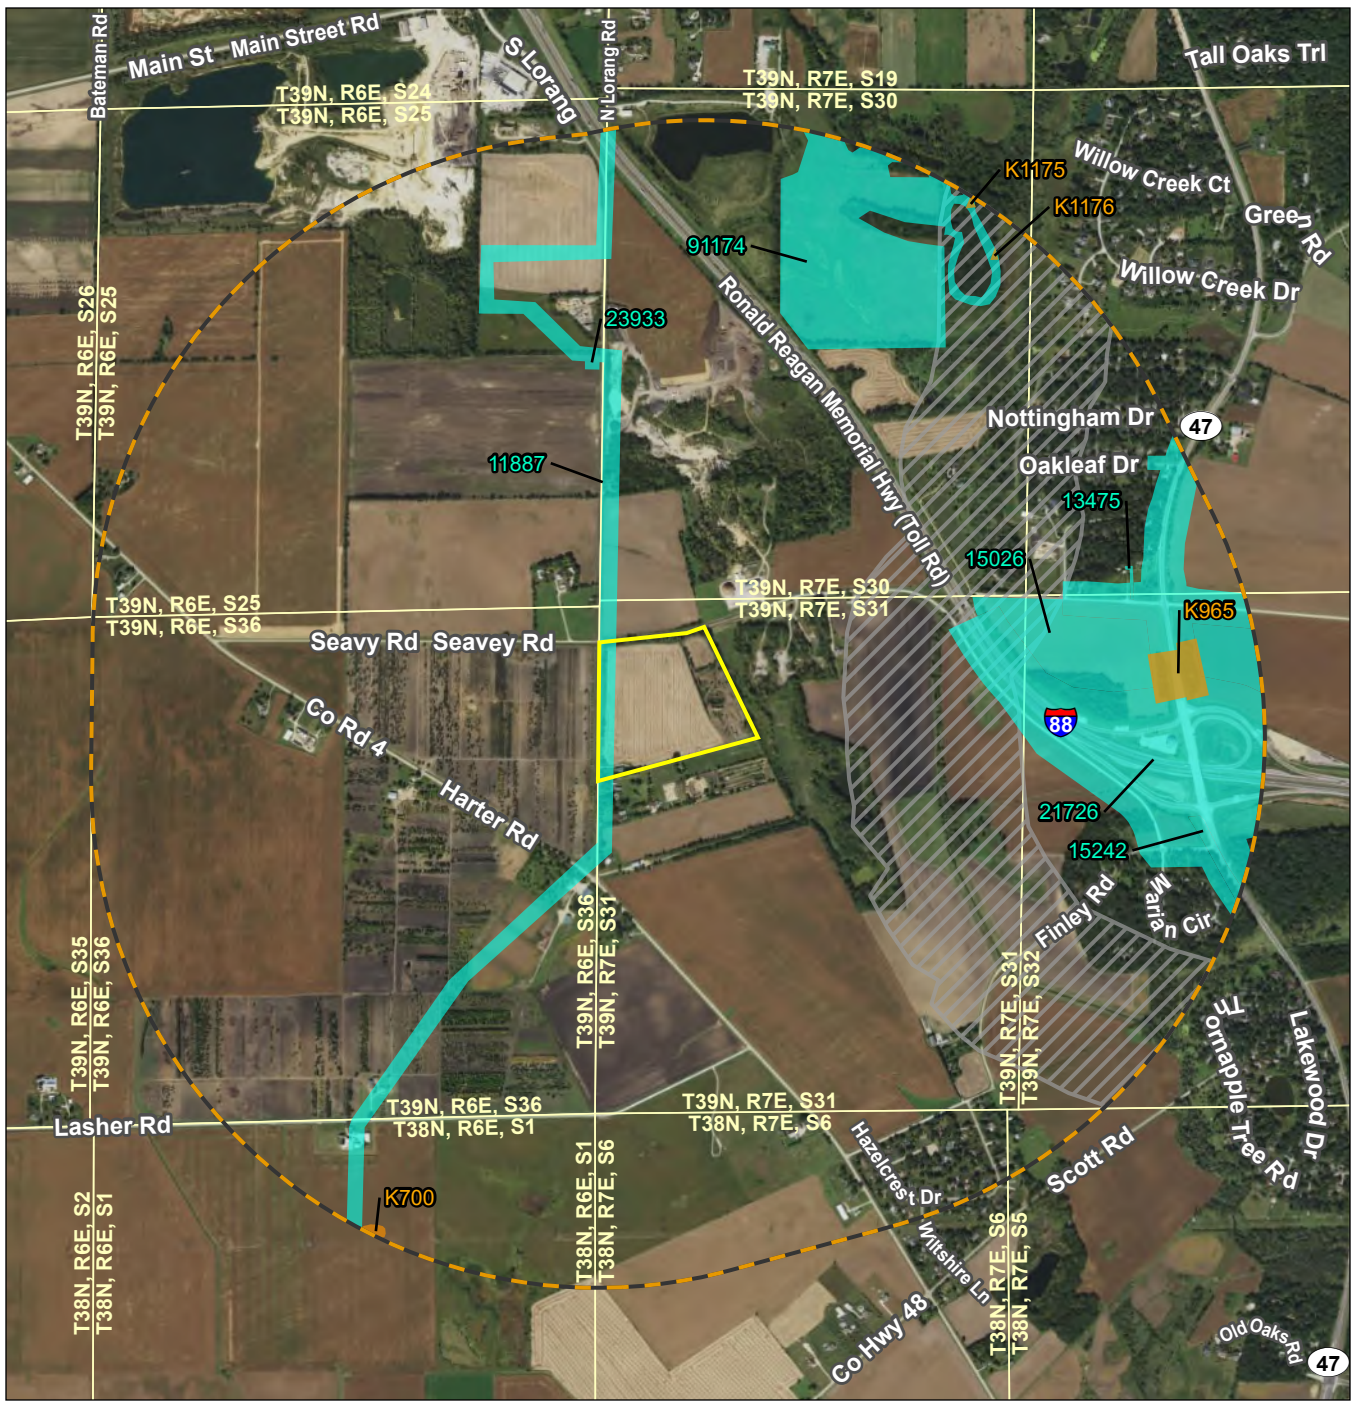 Bateman Rd
Main St
Main Street Rd
S Lorang
N Lorang Rd
Tall Oaks Trl
T39N, R6E, S24
T39N, R6E, S25
T39N, R7E, S19
T39N, R7E, S30
Willow Creek Ct
K1175
K1176
Green Rd
91174
Willow Creek Dr
T39N, R6E, S26
T39N, R6E, S25
23933
Ronald Reagan Memorial Hwy (Toll Rd)
Nottingham Dr
47
Oakleaf Dr
11887
13475
15026
T39N, R7E, S30
T39N, R7E, S31
T39N, R6E, S25
T39N, R6E, S36
K965
Seavy Rd
Seavey Rd
Co Rd 4
88
Harter Rd
21726
15242
Finley Rd
Marian Cir
T39N, R6E, S35
T39N, R6E, S36
T39N, R6E, S36
T39N, R7E, S31
T39N, R7E, S31
T39N, R7E, S32
Fornapple Tree Rd
Lakewood Dr
T39N, R6E, S36
T38N, R6E, S1
T39N, R7E, S31
T38N, R7E, S6
Lasher Rd
Hazelcrest Dr
Scott Rd
T38N, R6E, S2
T38N, R6E, S1
K700
T38N, R6E, S1
T38N, R7E, S6
Wiltshire Ln
T38N, R7E, S6
T38N, R7E, S5
Co Hwy 48
Old Oaks Rd
47